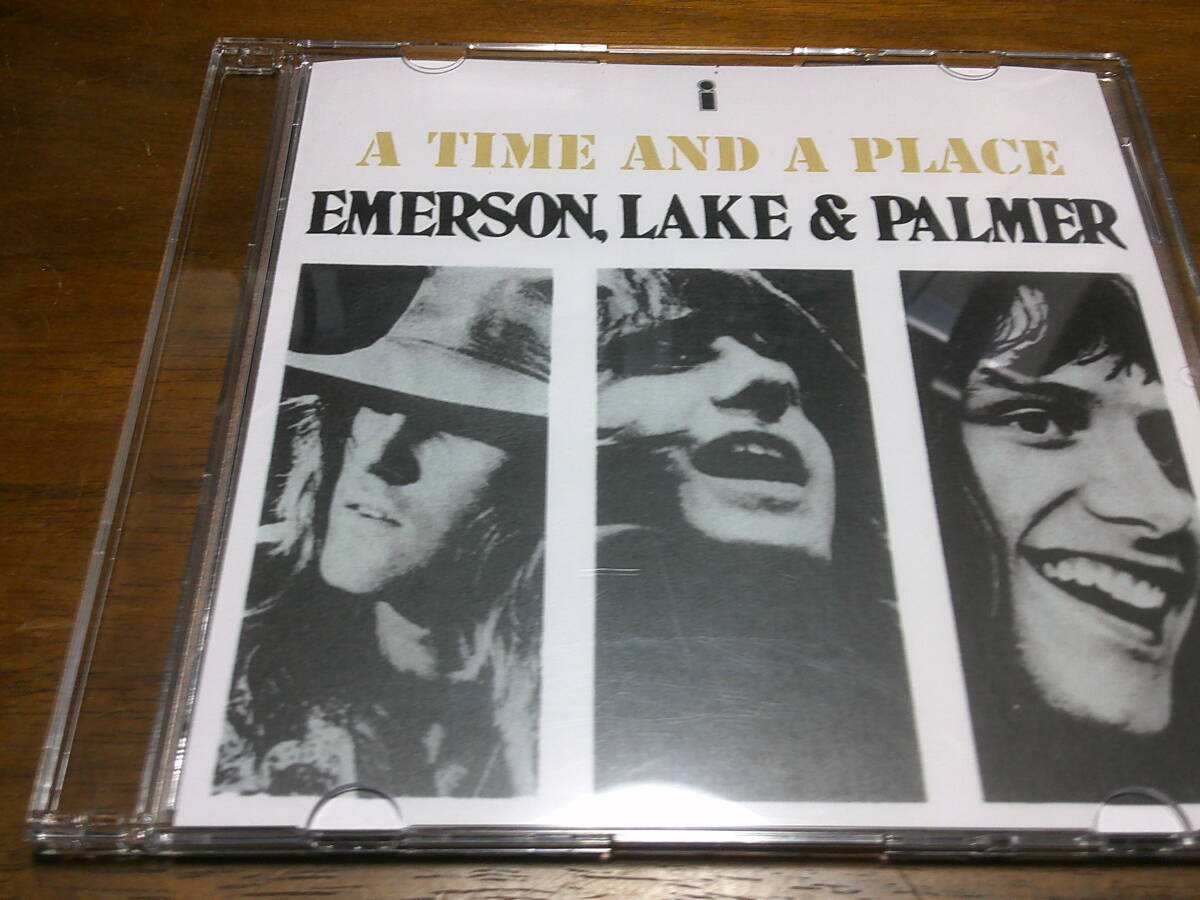 i
A TIME AND A PLACE
EMERSON, LAKE & PALMER